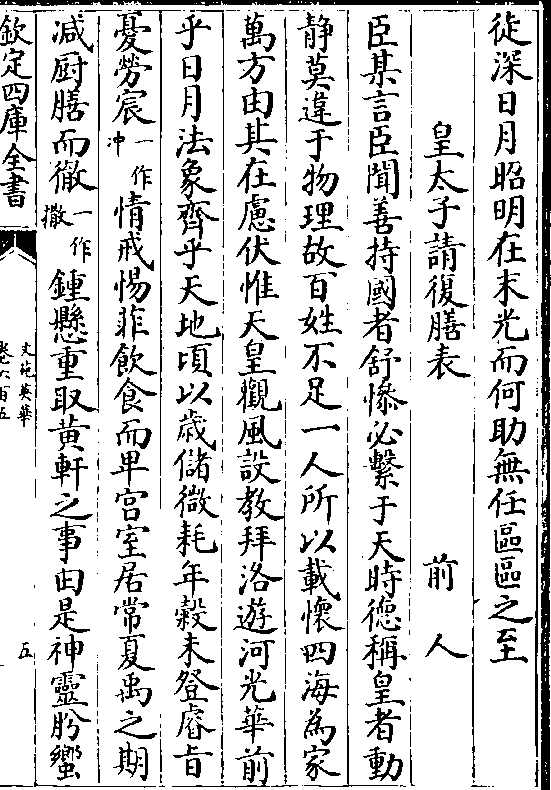 徒深日月昭明在末光而何助無任區區之至
皇太子請復膳表　前人
臣某言臣聞善持國者舒慘必繫于天時德稱皇者動
静莫違于物理故百姓不足一人所以載懷四海為家
萬方由其在慮伏惟天皇觀風設教拜洛遊河光華前
乎日月法象齊乎天地頃以歳儲微耗年榖未登睿旨
憂勞宸一作冲情戒惕菲飲食而卑宫室居常夏禹之期
减厨膳而徹一作撤鍾懸重取黄軒之事由是神靈肹蠁
欽定四庫全書
文苑英華
卷六百五
五